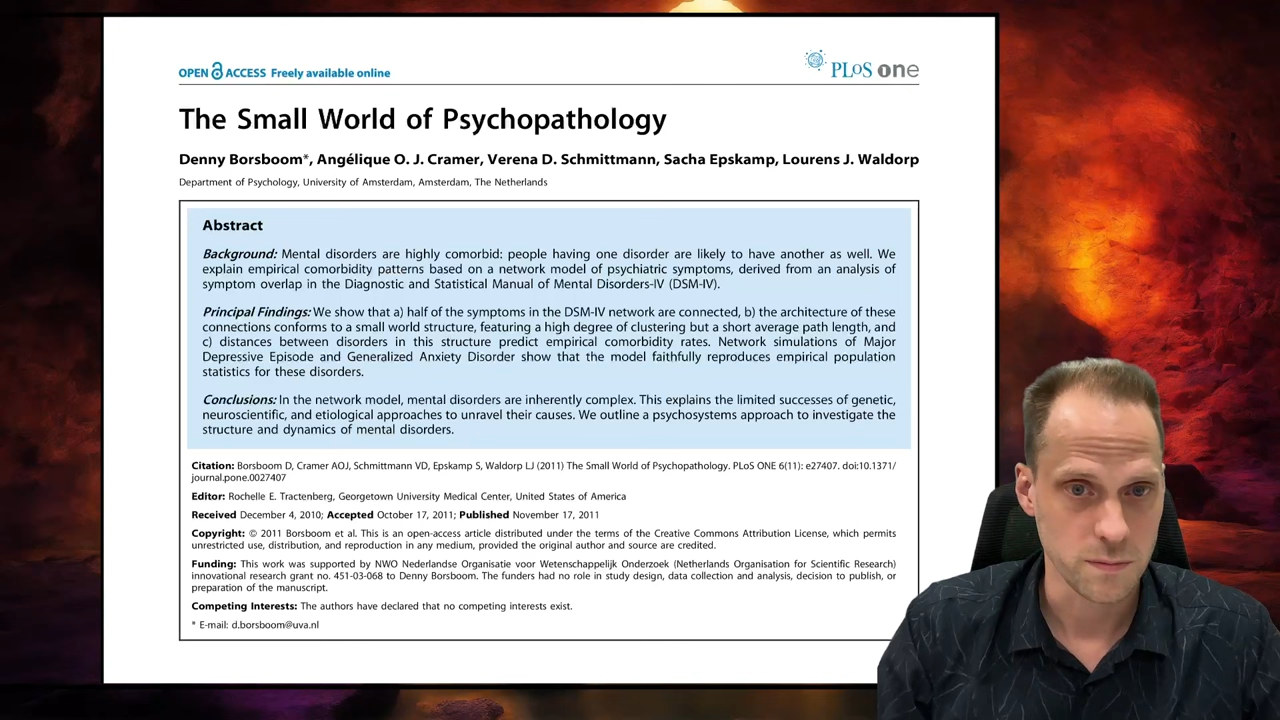 OPEN ACCESS Freely available online
PLoS one
The Small World of Psychopathology
Denny Borsboom*, Angélique O. J. Cramer, Verena D. Schmittmann, Sacha Epskamp, Lourens J. Waldorp
Department of Psychology, University of Amsterdam, Amsterdam, The Netherlands
Abstract
Background: Mental disorders are highly comorbid: people having one disorder are likely to have another as well. We
explain empirical comorbidity patterns based on a network model of psychiatric symptoms, derived from an analysis of
symptom overlap in the Diagnostic and Statistical Manual of Mental Disorders-IV (DSM-IV).
Principal Findings: We show that a) half of the symptoms in the DSM-IV network are connected, b) the architecture of these
connections conforms to a small world structure, featuring a high degree of clustering but a short average path length, and
c) distances between disorders in this structure predict empirical comorbidity rates. Network simulations of Major
Depressive Episode and Generalized Anxiety Disorder show that the model faithfully reproduces empirical population
statistics for these disorders.
Conclusions: In the network model, mental disorders are inherently complex. This explains the limited successes of genetic,
neuroscientific, and etiological approaches to unravel their causes. We outline a psychosystems approach to investigate the
structure and dynamics of mental disorders.
Citation: Borsboom D, Cramer AOJ, Schmittmann VD, Epskamp S, Waldorp LJ (2011) The Small World of Psychopathology. PLoS ONE 6(11): e27407. doi:10.1371/
journal.pone.0027407
Editor: Rochelle E. Tractenberg, Georgetown University Medical Center, United States of America
Received December 4, 2010; Accepted October 17, 2011; Published November 17, 2011
Copyright: © 2011 Borsboom et al. This is an open-access article distributed under the terms of the Creative Commons Attribution License, which permits
unrestricted use, distribution, and reproduction in any medium, provided the original author and source are credited.
Funding: This work was supported by NWO Nederlandse Organisatie voor Wetenschappelijk Onderzoek (Netherlands Organisation for Scientific Research)
innovational research grant no. 451-03-068 to Denny Borsboom. The funders had no role in study design, data collection and analysis, decision to publish, or
preparation of the manuscript.
Competing Interests: The authors have declared that no competing interests exist.
* E-mail: d.borsboom@uva.nl